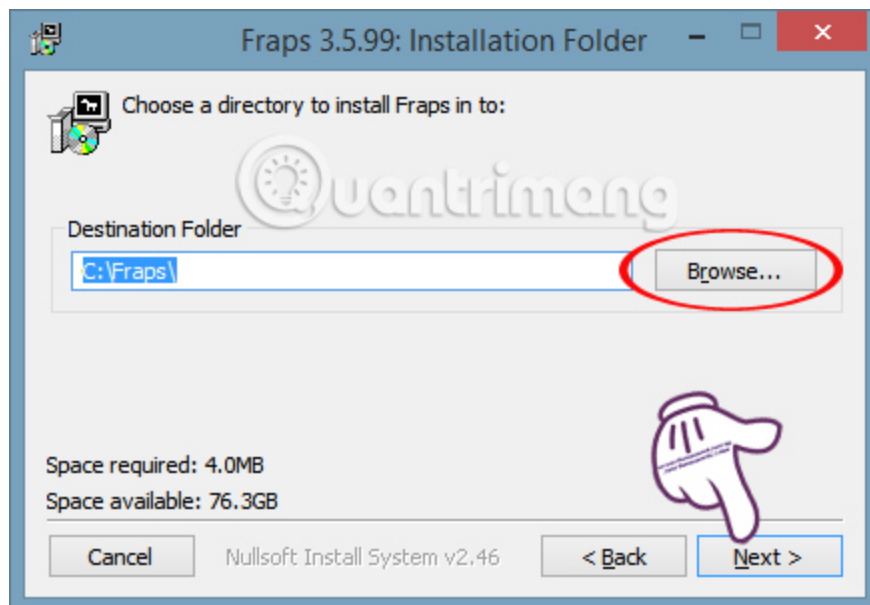 Fraps 3.5.99: Installation Folder
Choose a directory to install Fraps in to:
Quantrimang
Destination Folder
C:\Fraps\
Browse...
Space required: 4.0MB
Space available: 76.3GB
Cancel
Nullsoft Install System v2.46
< Back
Next >